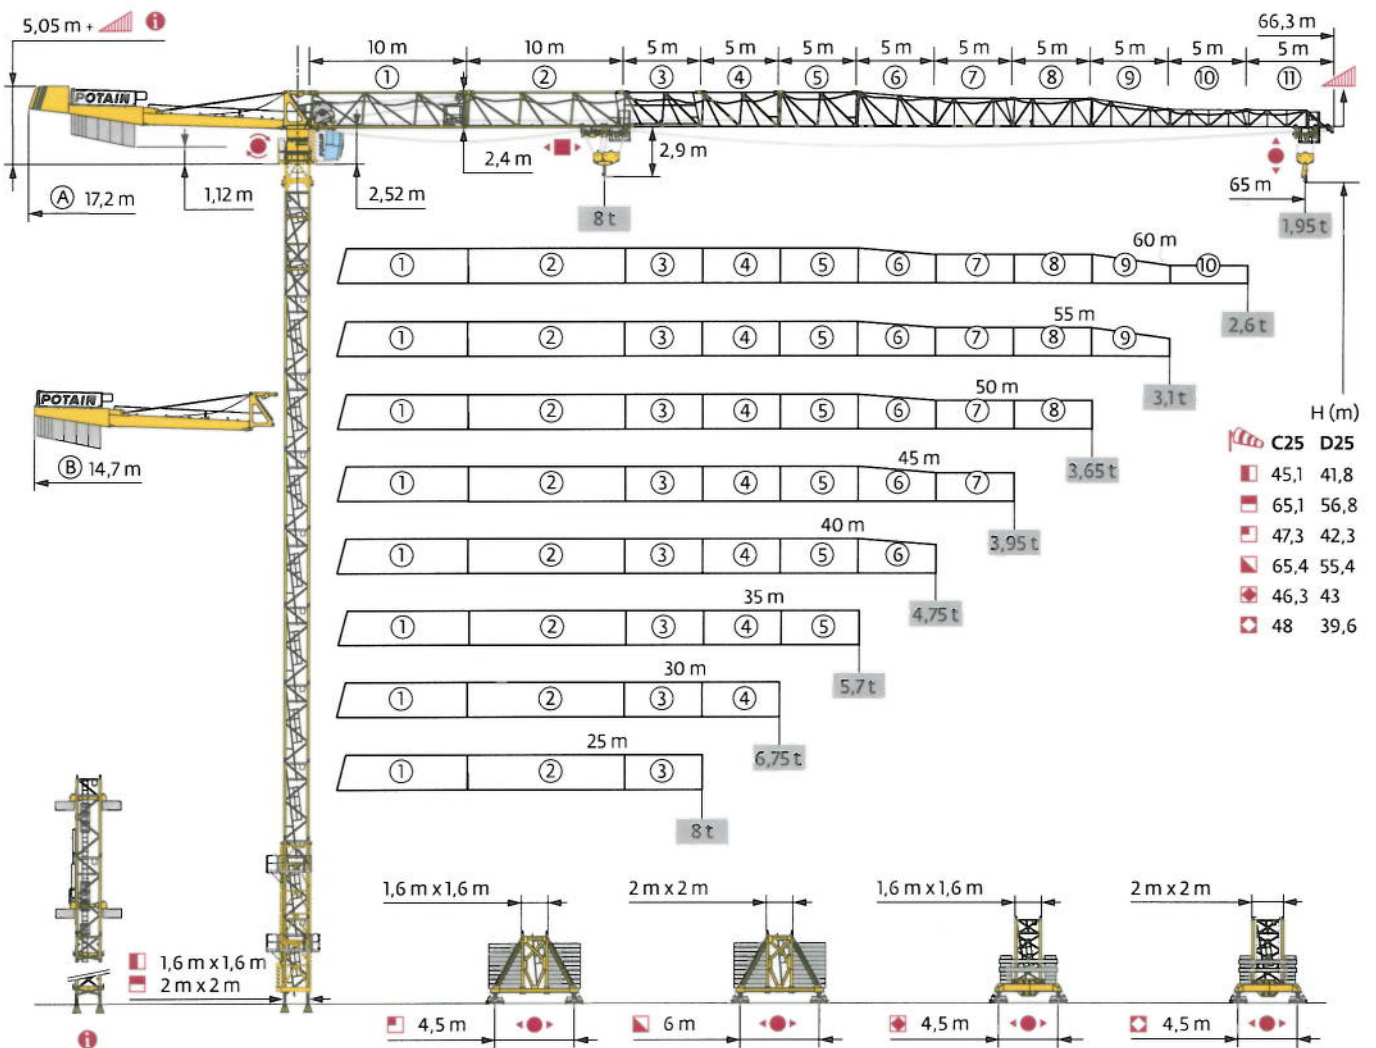 5,05 m +
i
66,3 m
10 m 10 m 5 m 5 m 5 m 5 m 5 m 5 m 5 m 5 m 5 m
① ② ③ ④ ⑤ ⑥ ⑦ ⑧ ⑨ ⑩ ⑪
POTAIN
2,4 m
2,9 m
1,12 m
2,52 m
Ⓐ 17,2 m
8 t
65 m
1,95 t
60 m
① ② ③ ④ ⑤ ⑥ ⑦ ⑧ ⑨ ⑩
2,6 t
55 m
① ② ③ ④ ⑤ ⑥ ⑦ ⑧ ⑨
3,1 t
POTAIN
Ⓑ 14,7 m
50 m
① ② ③ ④ ⑤ ⑥ ⑦ ⑧
3,65 t
45 m
① ② ③ ④ ⑤ ⑥ ⑦
3,95 t
40 m
① ② ③ ④ ⑤ ⑥
4,75 t
35 m
① ② ③ ④ ⑤
5,7 t
30 m
① ② ③ ④
6,75 t
25 m
① ② ③
8 t
H (m)
C25 D25
45,1 41,8
65,1 56,8
47,3 42,3
65,4 55,4
46,3 43
48 39,6
1,6 m x 1,6 m
2 m x 2 m
i
1,6 m x 1,6 m
4,5 m
2 m x 2 m
6 m
1,6 m x 1,6 m
4,5 m
2 m x 2 m
4,5 m